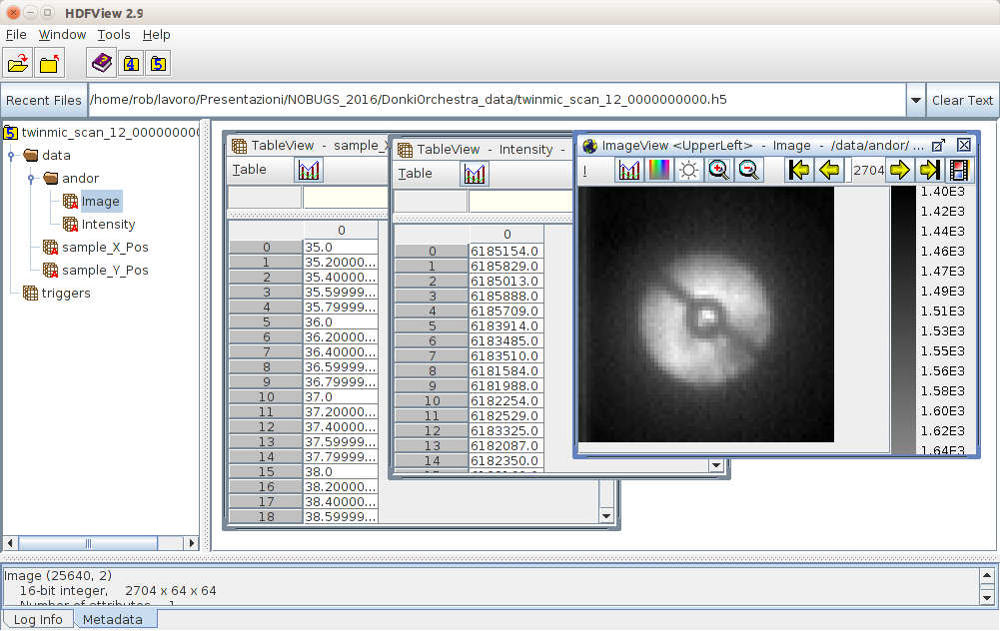 HDFView 2.9
File Window Tools Help
4 5
Recent Files /home/rob/lavoro/Presentazioni/NOBUGS_2016/DonkiOrchestra_data/twinmic_scan_12_0000000000.h5 Clear Text
5 twinmic_scan_12_000000000
data
andor
Image
Intensity
sample_X_Pos
sample_Y_Pos
triggers
TableView - sample_X
Table
0
0 35.0
1 35.20000...
2 35.40000...
3 35.59999...
4 35.79999...
5 36.0
6 36.20000...
7 36.40000...
8 36.59999...
9 36.79999...
10 37.0
11 37.20000...
12 37.40000...
13 37.59999...
14 37.79999...
15 38.0
16 38.20000...
17 38.40000...
18 38.59999...
TableView - Intensity -
Table
0
0 6185154.0
1 6185829.0
2 6185013.0
3 6185888.0
4 6185709.0
5 6183914.0
6 6183485.0
7 6183510.0
8 6181584.0
9 6181988.0
10 6182254.0
11 6182529.0
12 6183325.0
13 6182087.0
14 6182350.0
ImageView <UpperLeft> - Image - /data/andor/ ...
2704
1.40E3
1.42E3
1.44E3
1.46E3
1.47E3
1.49E3
1.51E3
1.53E3
1.55E3
1.56E3
1.58E3
1.60E3
1.62E3
1.64E3
Image (25640, 2)
16-bit integer, 2704 x 64 x 64
Number of attributes 1
Log Info Metadata